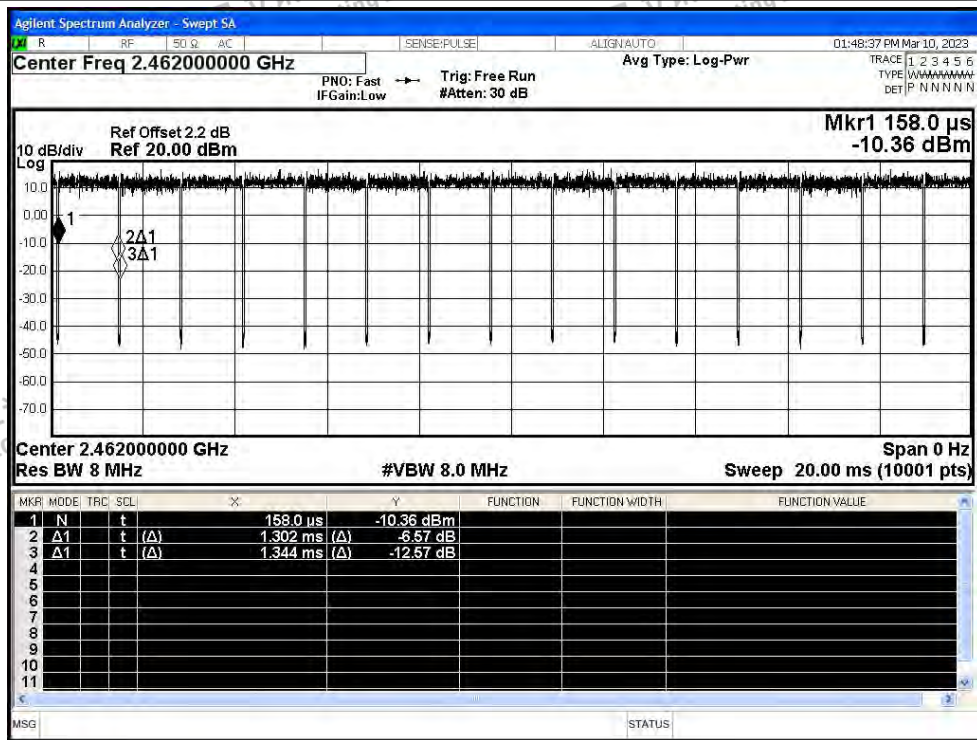 Agilent Spectrum Analyzer - Swept SA
R RF 50 Ω AC SENSE:PULSE ALIGNAUTO 01:48:37 PM Mar 10, 2023
Center Freq 2.462000000 GHz
PNO: Fast
IFGain:Low
Trig: Free Run
#Atten: 30 dB
Avg Type: Log-Pwr
TRACE 1 2 3 4 5 6
TYPE
DET P N N N N N
Mkr1 158.0 µs
-10.36 dBm
Ref Offset 2.2 dB
10 dB/div Ref 20.00 dBm
Log
10.0
0.00
1
-10.0
2Δ1
3Δ1
-20.0
-30.0
-40.0
-50.0
-60.0
-70.0
Center 2.462000000 GHz Span 0 Hz
Res BW 8 MHz #VBW 8.0 MHz Sweep 20.00 ms (10001 pts)
MKR MODE TRC SCL X Y FUNCTION FUNCTION WIDTH FUNCTION VALUE
1 N t 158.0 µs -10.36 dBm
2 Δ1 t (Δ) 1.302 ms (Δ) -6.57 dB
3 Δ1 t (Δ) 1.344 ms (Δ) -12.57 dB
4
5
6
7
8
9
10
11
MSG STATUS